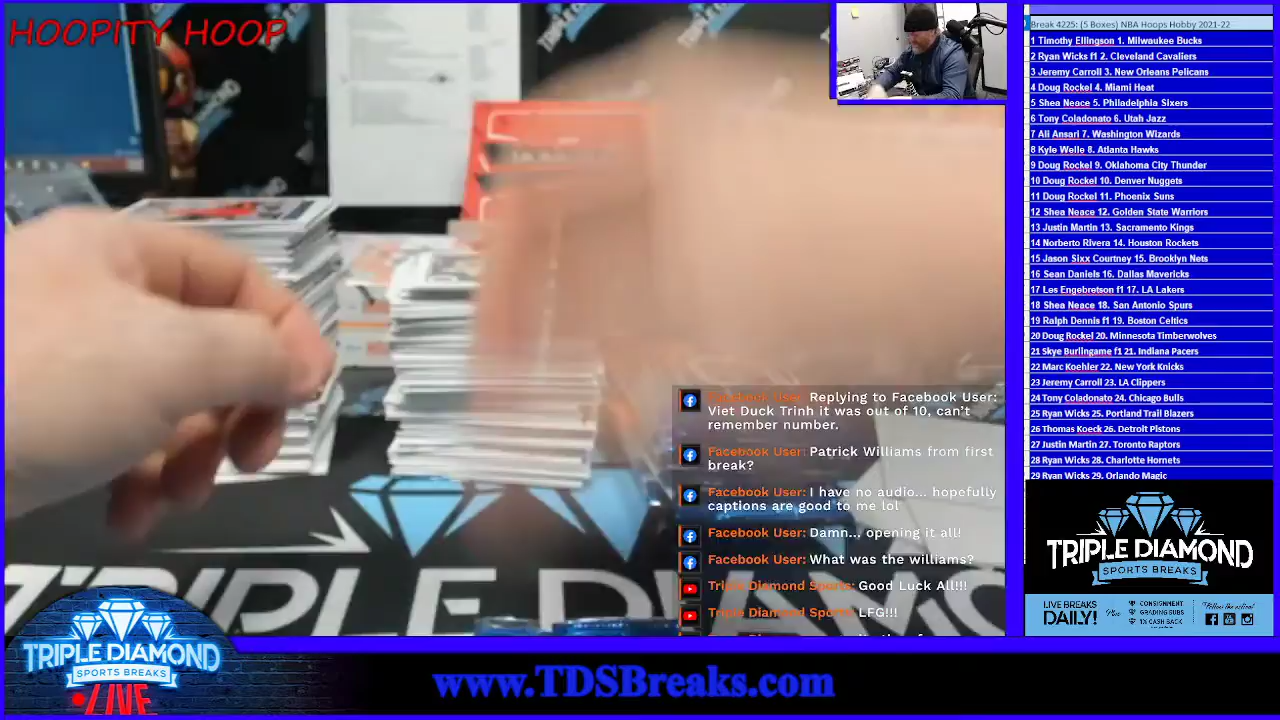 HOOPITY HOOP
Break 4225: (5 Boxes) NBA Hoops Hobby 2021-22
1 Timothy Ellingson 1. Milwaukee Bucks
2 Ryan Wicks f1 2. Cleveland Cavaliers
3 Jeremy Carroll 3. New Orleans Pelicans
4 Doug Rockel 4. Miami Heat
5 Shea Neace 5. Philadelphia Sixers
6 Tony Coladonato 6. Utah Jazz
7 Ali Ansari 7. Washington Wizards
8 Kyle Welle 8. Atlanta Hawks
9 Doug Rockel 9. Oklahoma City Thunder
10 Doug Rockel 10. Denver Nuggets
11 Doug Rockel 11. Phoenix Suns
12 Shea Neace 12. Golden State Warriors
13 Justin Martin 13. Sacramento Kings
14 Norberto Rivera 14. Houston Rockets
15 Jason Sixx Courtney 15. Brooklyn Nets
16 Sean Daniels 16. Dallas Mavericks
17 Les Engebretson f1 17. LA Lakers
18 Shea Neace 18. San Antonio Spurs
19 Ralph Dennis f1 19. Boston Celtics
20 Doug Rockel 20. Minnesota Timberwolves
21 Skye Burlingame f1 21. Indiana Pacers
22 Marc Koehler 22. New York Knicks
23 Jeremy Carroll 23. LA Clippers
24 Tony Coladonato 24. Chicago Bulls
25 Ryan Wicks 25. Portland Trail Blazers
26 Thomas Koeck 26. Detroit Pistons
27 Justin Martin 27. Toronto Raptors
28 Ryan Wicks 28. Charlotte Hornets
29 Ryan Wicks 29. Orlando Magic
Facebook User: Replying to Facebook User:
Viet Duck Trinh it was out of 10, can't
remember number.
Facebook User: Patrick Williams from first
break?
Facebook User: I have no audio... hopefully
captions are good to me lol
Facebook User: Damn... opening it all!
Facebook User: What was the williams?
Triple Diamond Sports: Good Luck All!!!
Triple Diamond Sports: LFG!!!
TRIPLE DIAMOND
SPORTS BREAKS
LIVE BREAKS
DAILY!
Plus
CONSIGNMENT
GRADING SUBS
1% CASH BACK
TRIPLE DIAMO
TRIPLE DIAMOND
SPORTS BREAKS
LIVE
www.TDSBreaks.com